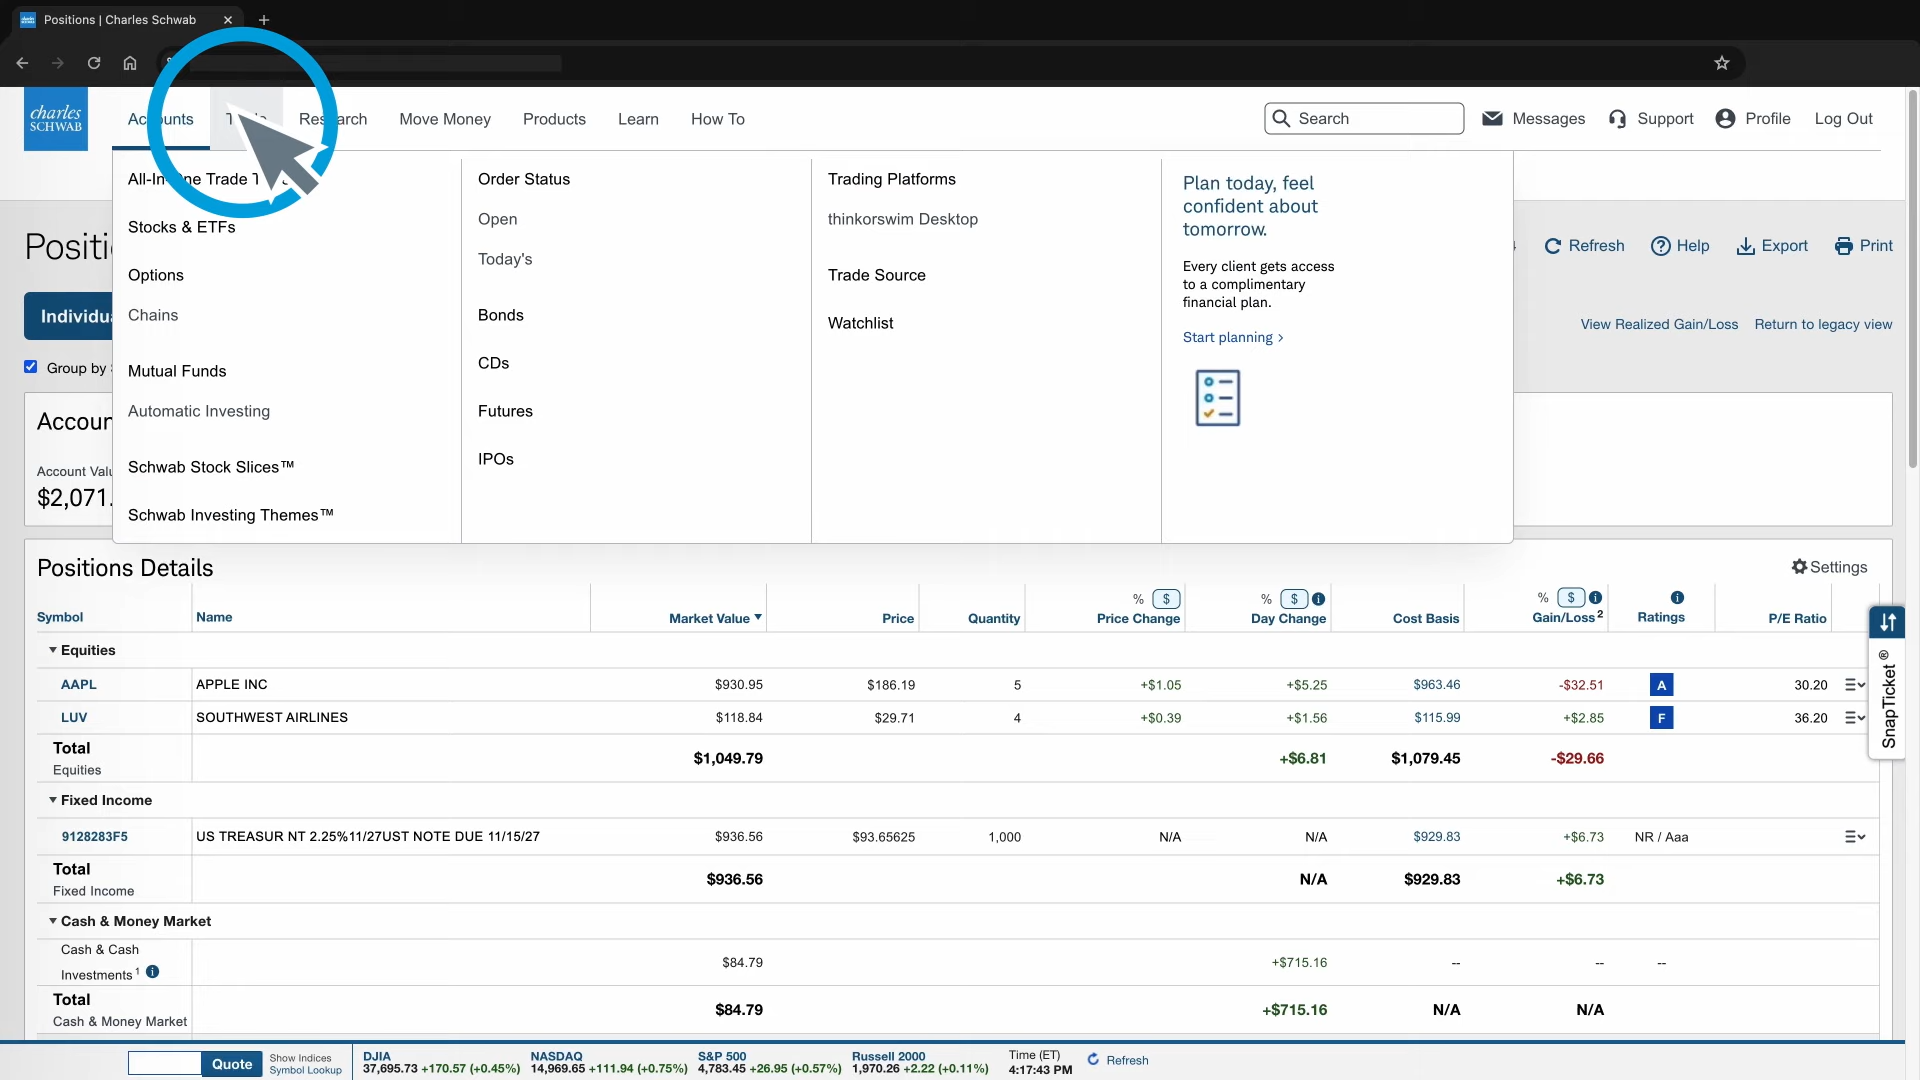 Positions | Charles Schwab
charles
SCHWAB
Accounts
Research
Move Money
Products
Learn
How To
Search
Messages
Support
Profile
Log Out
All-In-One Trade
Stocks & ETFs
Options
Chains
Mutual Funds
Automatic Investing
Schwab Stock Slices™
Schwab Investing Themes™
Order Status
Open
Today's
Bonds
CDs
Futures
IPOs
Trading Platforms
thinkorswim Desktop
Trade Source
Watchlist
Plan today, feel
confident about
tomorrow.
Every client gets access
to a complimentary
financial plan.
Start planning >
Refresh
Help
Export
Print
View Realized Gain/Loss
Return to legacy view
Group by
$2,071.
Positions Details
Settings
Symbol Name Market Value Price Quantity % $ Price Change % $ Day Change Cost Basis % $ Gain/Loss 2 Ratings P/E Ratio
Equities
AAPL APPLE INC $930.95 $186.19 5 +$1.05 +$5.25 $963.46 -$32.51 A 30.20
LUV SOUTHWEST AIRLINES $118.84 $29.71 4 +$0.39 +$1.56 $115.99 +$2.85 F 36.20
Total
Equities
$1,049.79 +$6.81 $1,079.45 -$29.66
Fixed Income
9128283F5 US TREASUR NT 2.25%11/27UST NOTE DUE 11/15/27 $936.56 $93.65625 1,000 N/A N/A $929.83 +$6.73 NR / Aaa
Total
Fixed Income
$936.56 N/A $929.83 +$6.73
Cash & Money Market
Cash & Cash
Investments 1
$84.79 +$715.16 -- -- --
Total
Cash & Money Market
$84.79 +$715.16 N/A N/A
SnapTicket ®
Quote
Show Indices
Symbol Lookup
DJIA
37,695.73 +170.57 (+0.45%)
NASDAQ
14,969.65 +111.94 (+0.75%)
S&P 500
4,783.45 +26.95 (+0.57%)
Russell 2000
1,970.26 +2.22 (+0.11%)
Time (ET)
4:17:43 PM
Refresh